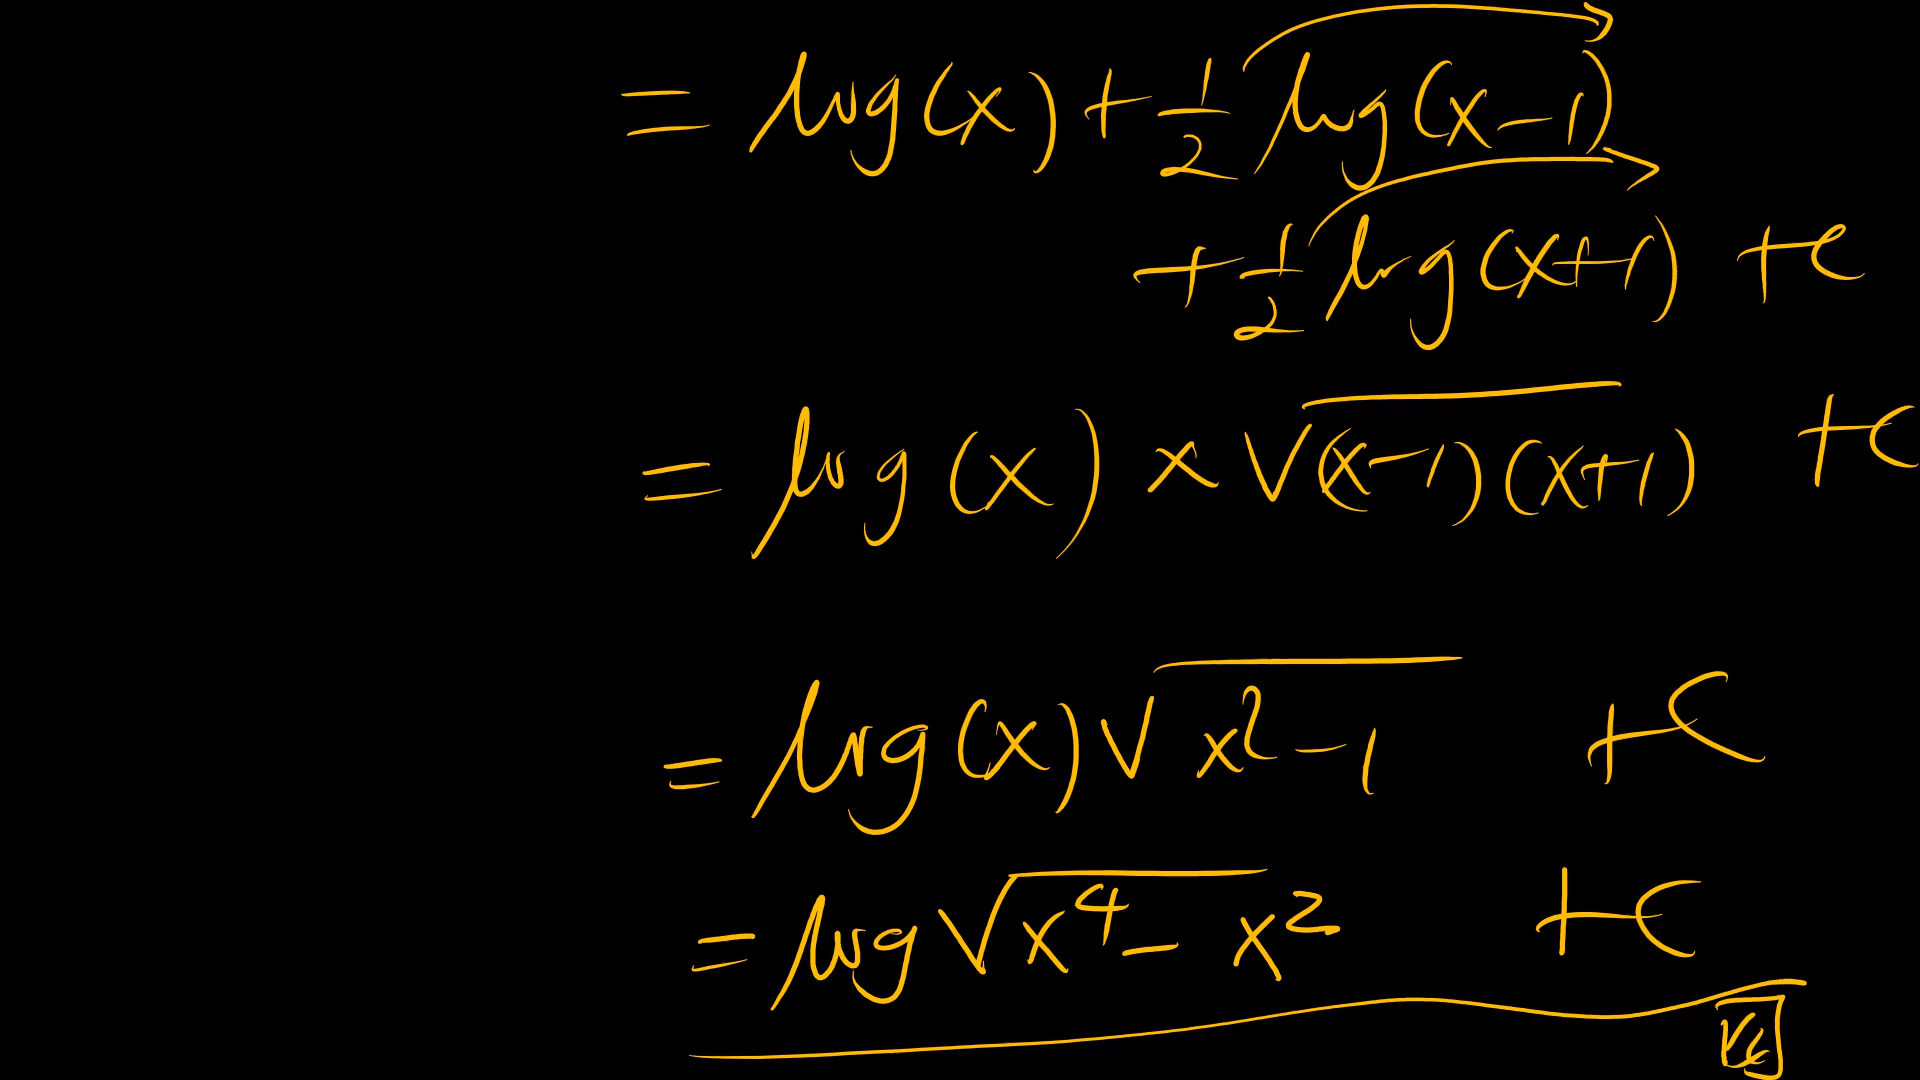 = log(x) + 1/2 log(x-1)
+ 1/2 log(x+1) + c
= log(x) × √(x-1)(x+1) + c
= log(x)√x²-1 + C
= log√x⁴-x² + C